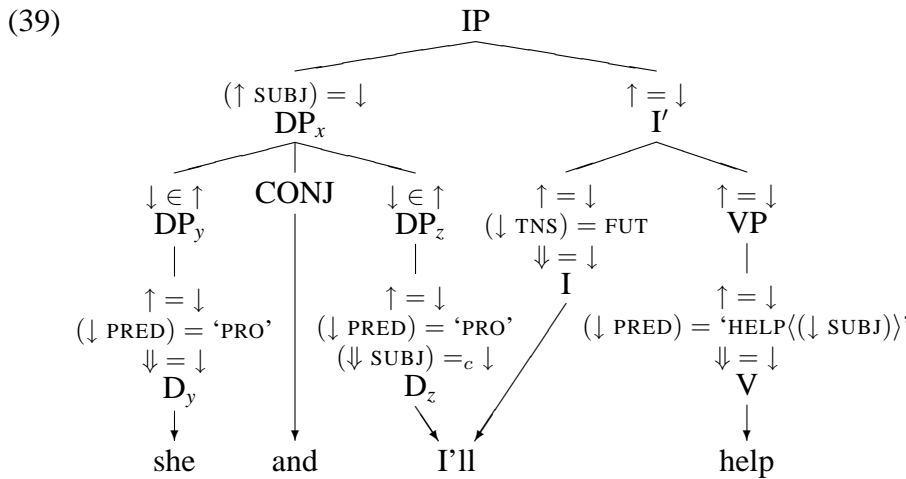 (39) IP
(↑ SUBJ) = ↓ ↑ = ↓
DPx I′
↓ ∈ ↑ CONJ ↓ ∈ ↑ ↑ = ↓ ↑ = ↓
DPy DPz (↓ TNS) = FUT VP
⇓ = ↓
I
↑ = ↓ ↑ = ↓ ↑ = ↓
(↓ PRED) = ‘PRO’ (↓ PRED) = ‘PRO’ (↓ PRED) = ‘HELP⟨(↓ SUBJ)⟩’
⇓ = ↓ (⇓ SUBJ) =c ↓ ⇓ = ↓
Dy Dz V
she and I'll help